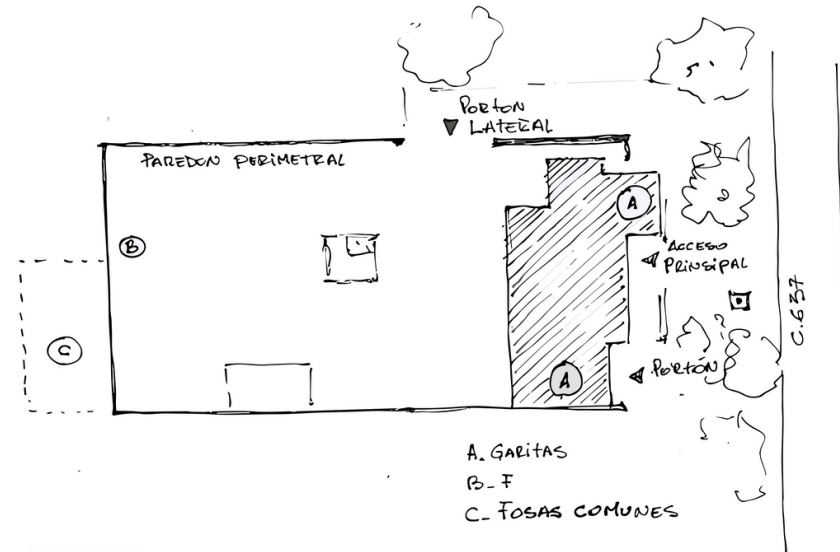 PORTON
LATERAL
PAREDON PERIMETRAL
A
B
ACCESO
PRINSIPAL
C.637
C
A
PORTÓN
A. GARITAS
B_ F
C_ FOSAS COMUNES